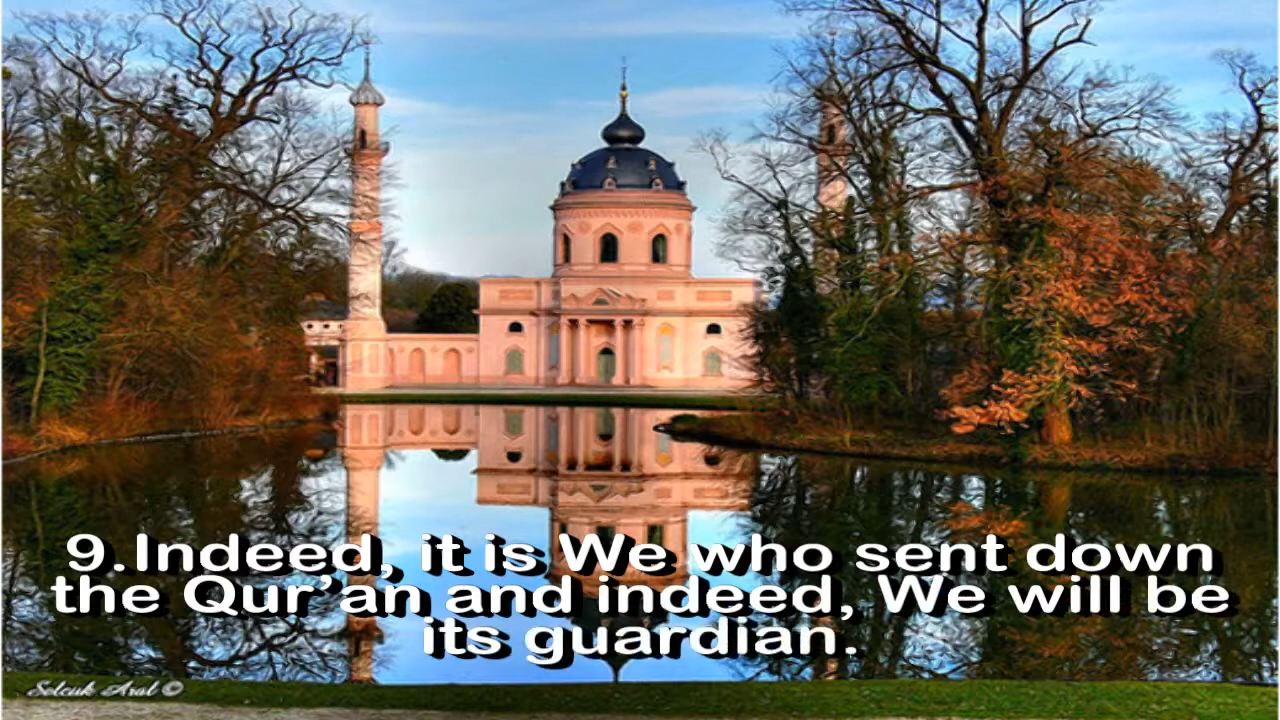 9.Indeed, it is We who sent down
the Qur’an and indeed, We will be
its guardian.
Selcuk Aral ©